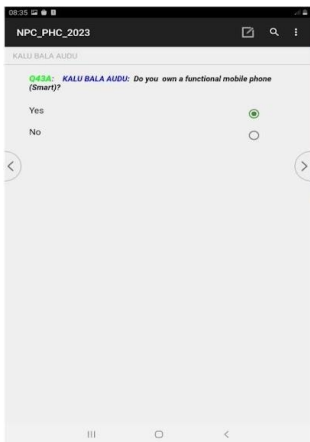 08:35
NPC_PHC_2023
KALU BALA AUDU
Q43A: KALU BALA AUDU: Do you own a functional mobile phone
(Smart)?
Yes
No